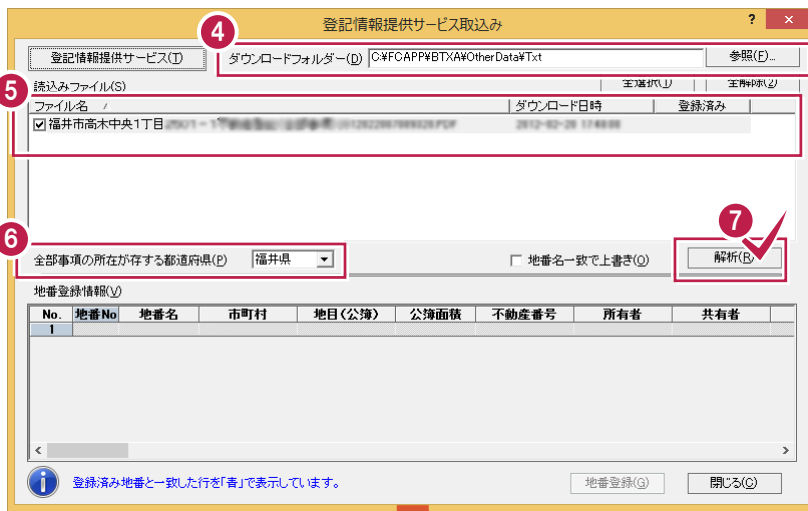 登記情報提供サービス取込み
? ×
4
登記情報提供サービス(T) ダウンロードフォルダー(D) C:¥FCAPP¥BTXA¥OtherData¥Txt 参照(F)...
読込みファイル(S) 全選択(1) 全解除(2)
5
ファイル名 ダウンロード日時 登録済み
福井市高木中央1丁目
6
7
全部事項の所在が存する都道府県(P) 福井県 地番名一致で上書き(O) 解析(R)
地番登録情報(V)
No. 地番No 地番名 市町村 地目(公簿) 公簿面積 不動産番号 所有者 共有者
1
登録済み地番と一致した行を「青」で表示しています。 地番登録(G) 閉じる(C)